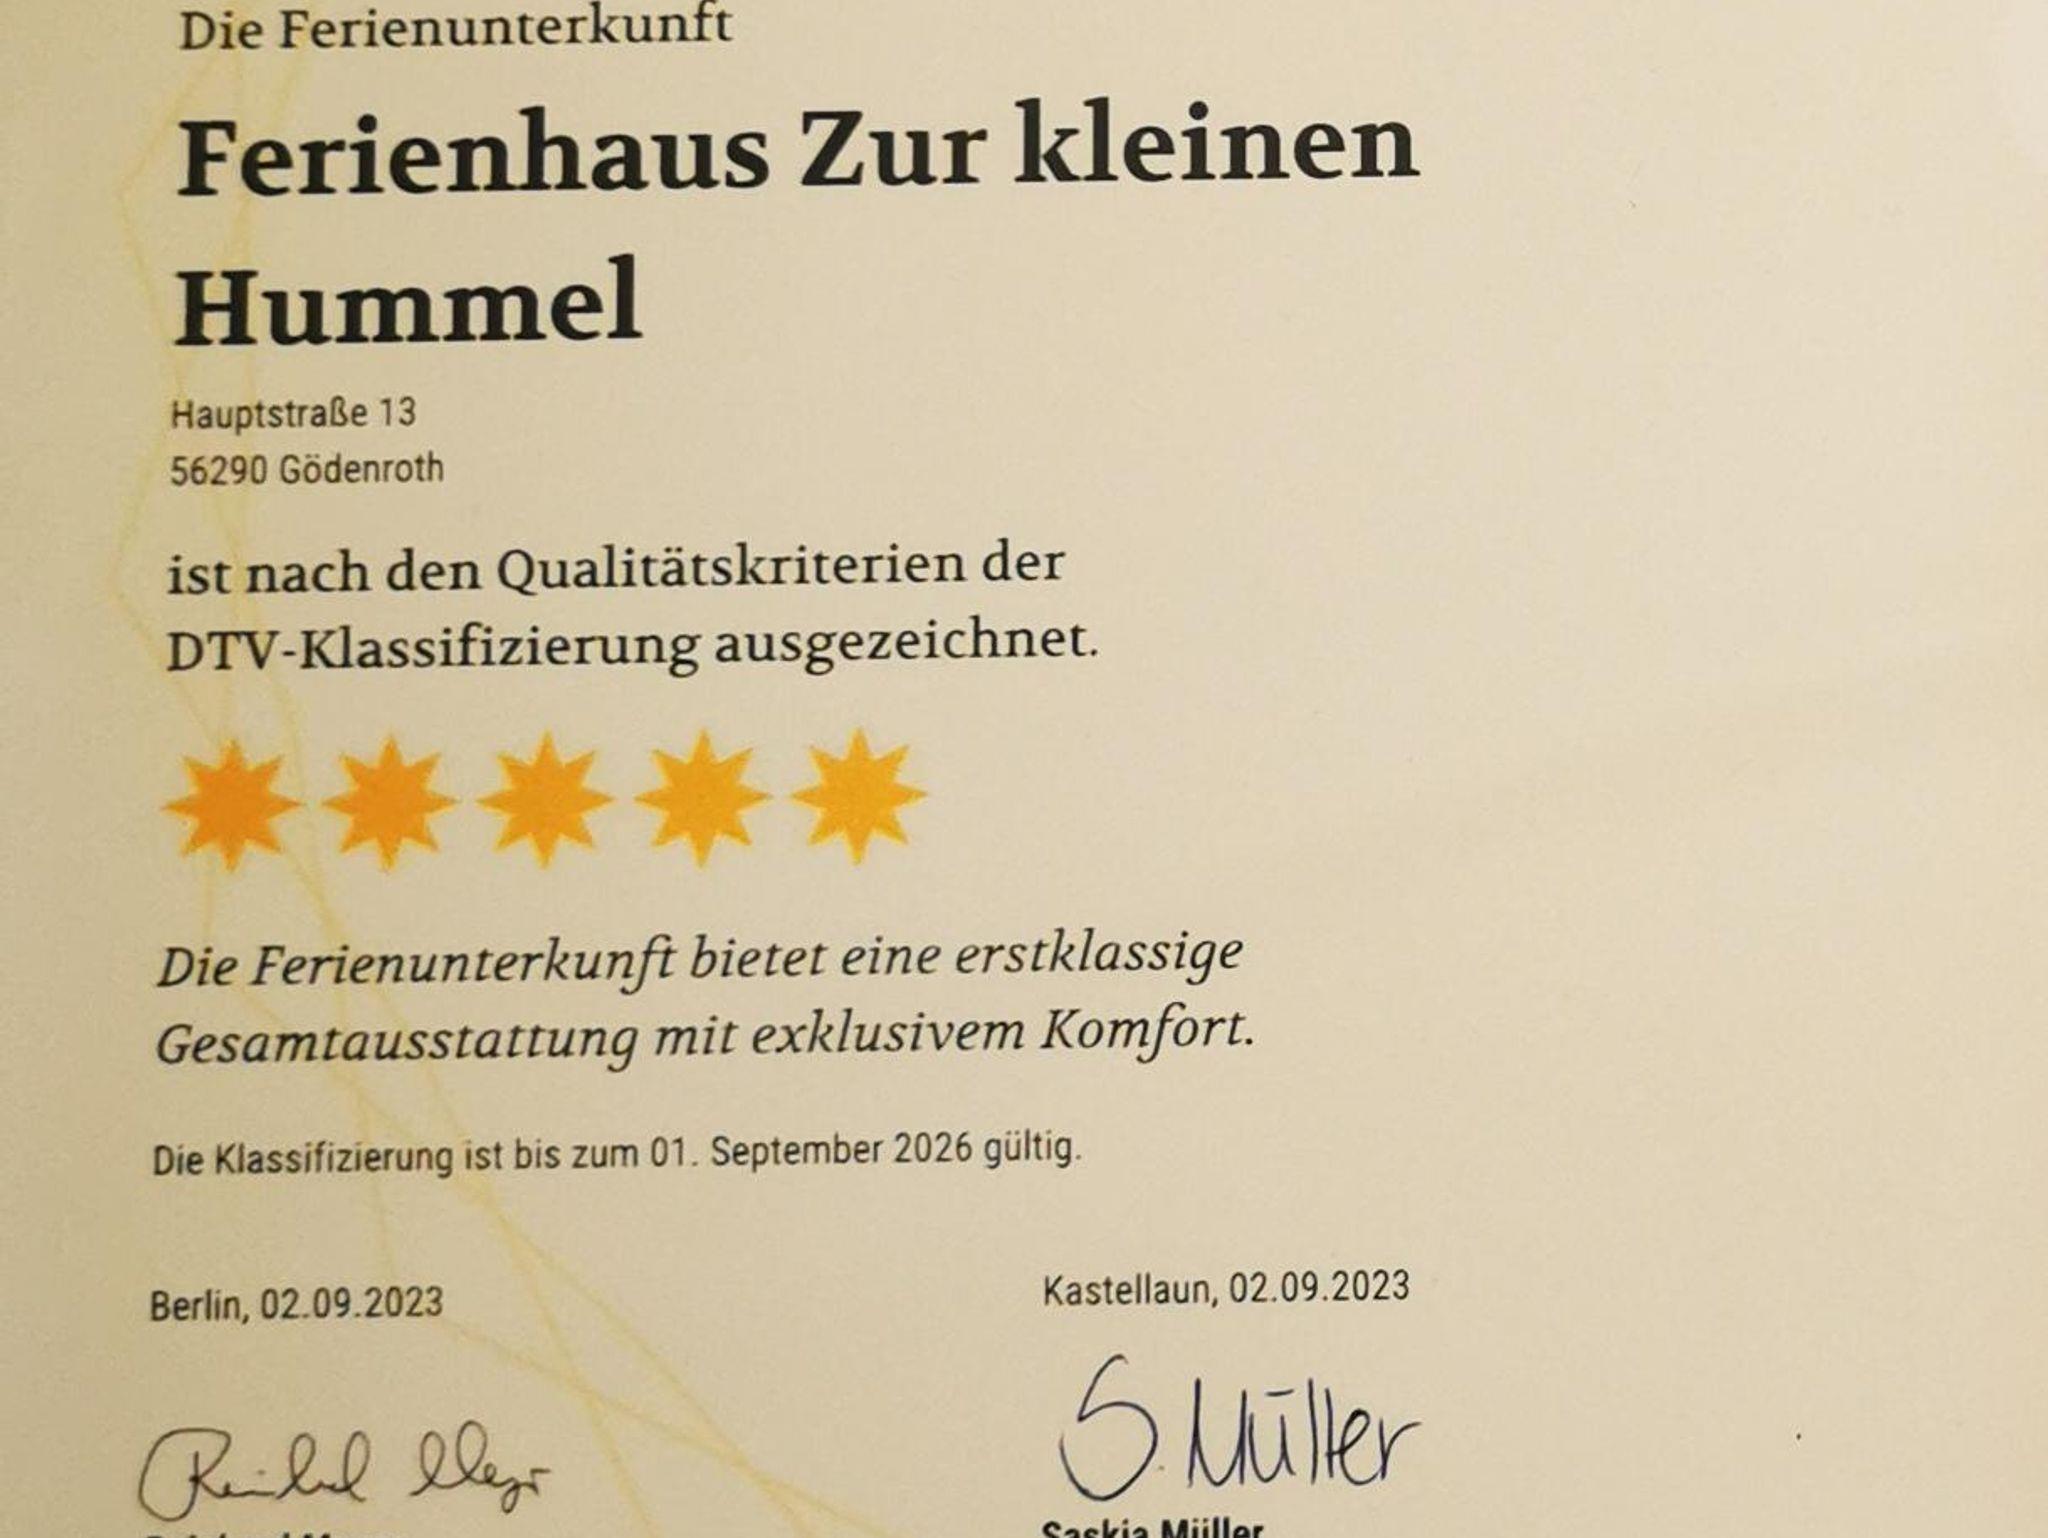 Die Ferienunterkunft
Ferienhaus Zur kleinen
Hummel
Hauptstraße 13
56290 Gödenroth
ist nach den Qualitätskriterien der
DTV-Klassifizierung ausgezeichnet.
Die Ferienunterkunft bietet eine erstklassige
Gesamtausstattung mit exklusivem Komfort.
Die Klassifizierung ist bis zum 01. September 2026 gültig.
Berlin, 02.09.2023
Kastellaun, 02.09.2023
S. Müller
Saskia Müller